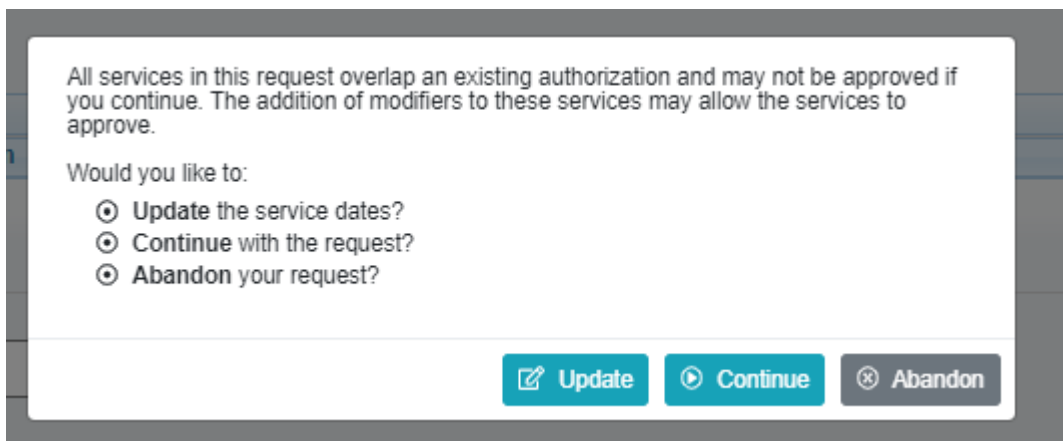 All services in this request overlap an existing authorization and may not be approved if
you continue. The addition of modifiers to these services may allow the services to
approve.
Would you like to:
Update the service dates?
Continue with the request?
Abandon your request?
Update
Continue
Abandon